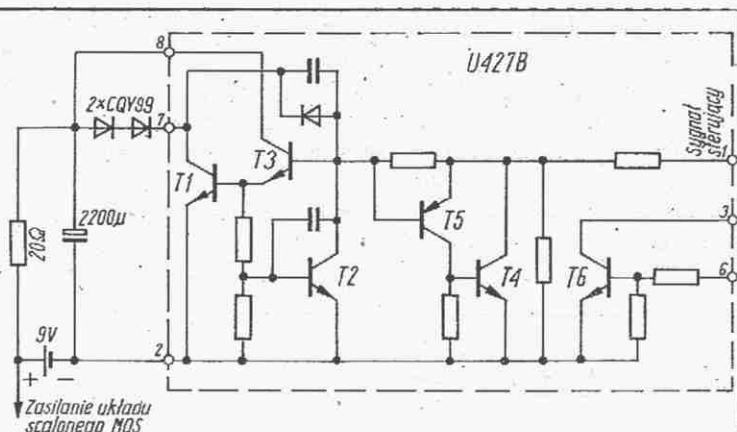 8
U427B
2×CQY99
7
T3
T1
sygnał
sterujący
1
T5
20Ω
2200μ
T2
T4
T6
3
6
9V
2
+ −
Zasilanie układu
scalonego MOS